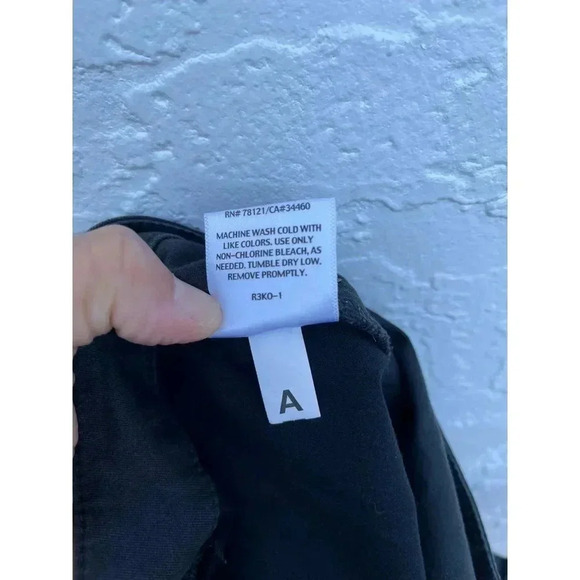 RN# 78121/CA#34460
MACHINE WASH COLD WITH
LIKE COLORS. USE ONLY
NON-CHLORINE BLEACH, AS
NEEDED. TUMBLE DRY LOW.
REMOVE PROMPTLY.
R3KO-1
A